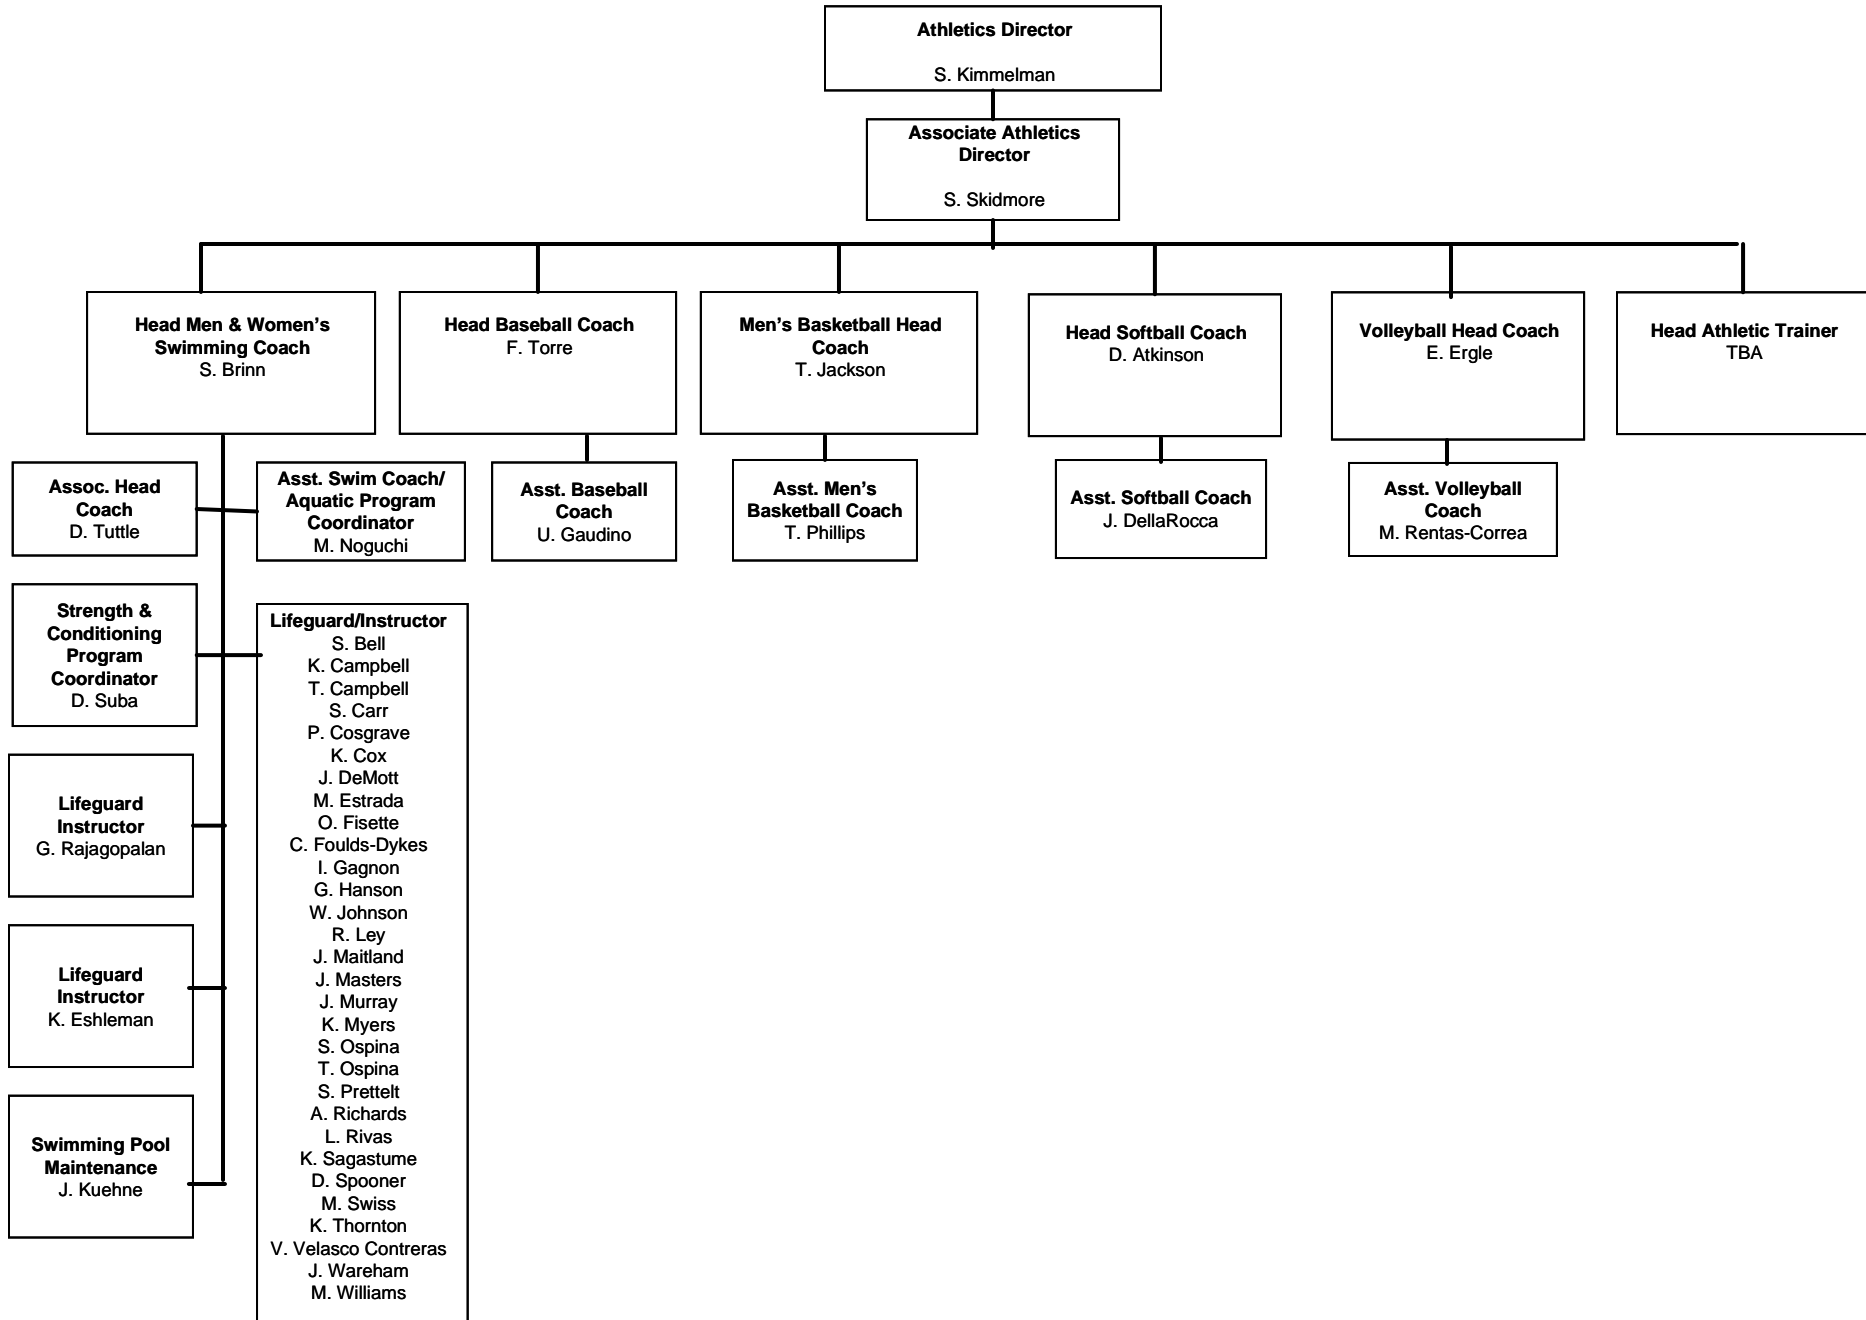 Athletics Director
S. Kimmelman
Associate Athletics
Director
S. Skidmore
Head Men & Women's
Swimming Coach
S. Brinn
Head Baseball Coach
F. Torre
Men's Basketball Head
Coach
T. Jackson
Head Softball Coach
D. Atkinson
Volleyball Head Coach
E. Ergle
Head Athletic Trainer
TBA
Assoc. Head
Coach
D. Tuttle
Asst. Swim Coach/
Aquatic Program
Coordinator
M. Noguchi
Asst. Baseball
Coach
U. Gaudino
Asst. Men's
Basketball Coach
T. Phillips
Asst. Softball Coach
J. DellaRocca
Asst. Volleyball
Coach
M. Rentas-Correa
Strength &
Conditioning
Program
Coordinator
D. Suba
Lifeguard/Instructor
S. Bell
K. Campbell
T. Campbell
S. Carr
P. Cosgrave
K. Cox
J. DeMott
M. Estrada
O. Fisette
C. Foulds-Dykes
I. Gagnon
G. Hanson
W. Johnson
R. Ley
J. Maitland
J. Masters
J. Murray
K. Myers
S. Ospina
T. Ospina
S. Prettelt
A. Richards
L. Rivas
K. Sagastume
D. Spooner
M. Swiss
K. Thornton
V. Velasco Contreras
J. Wareham
M. Williams
Lifeguard
Instructor
G. Rajagopalan
Lifeguard
Instructor
K. Eshleman
Swimming Pool
Maintenance
J. Kuehne